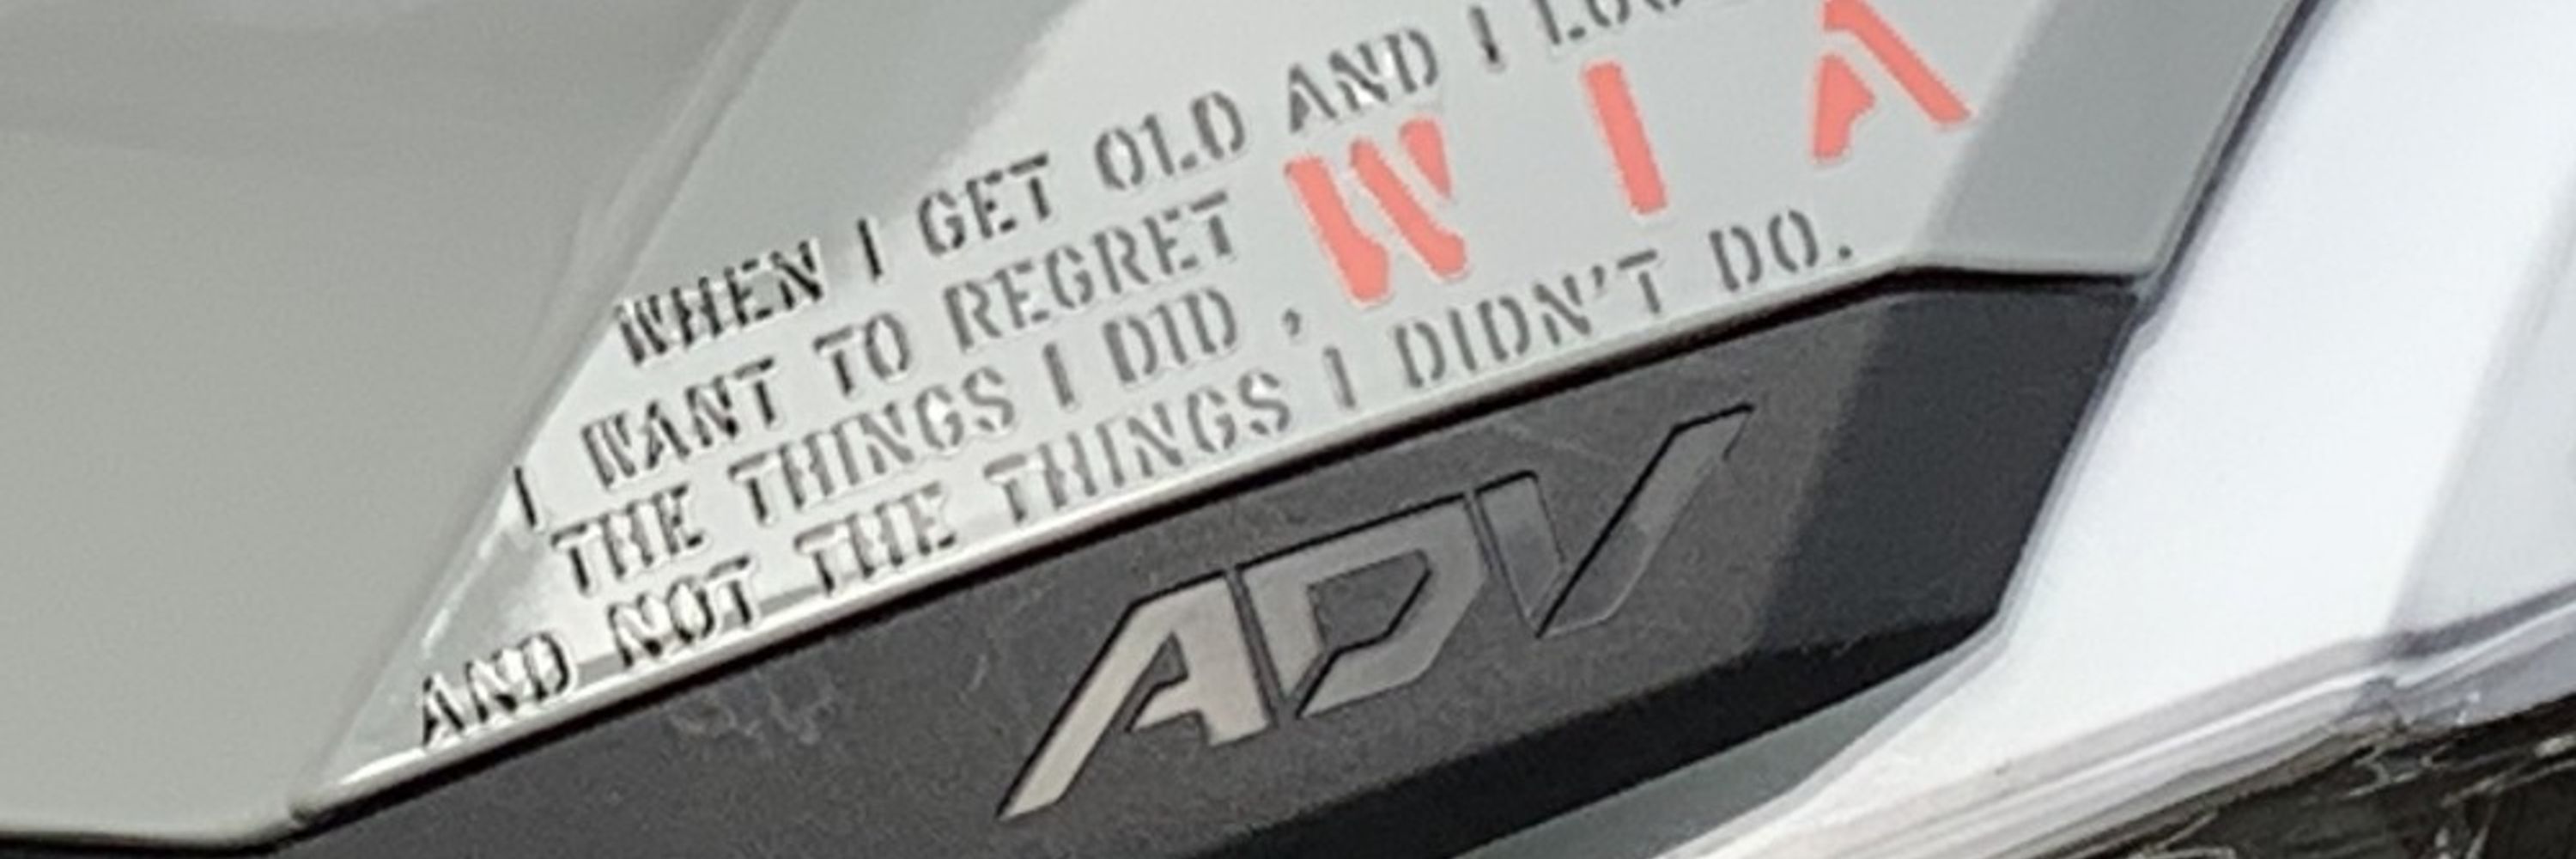 WHEN I GET OLD AND I
I WANT TO REGRET
W I A
THE THINGS I DID ,
AND NOT THE THINGS I DIDN'T DO.
ADV